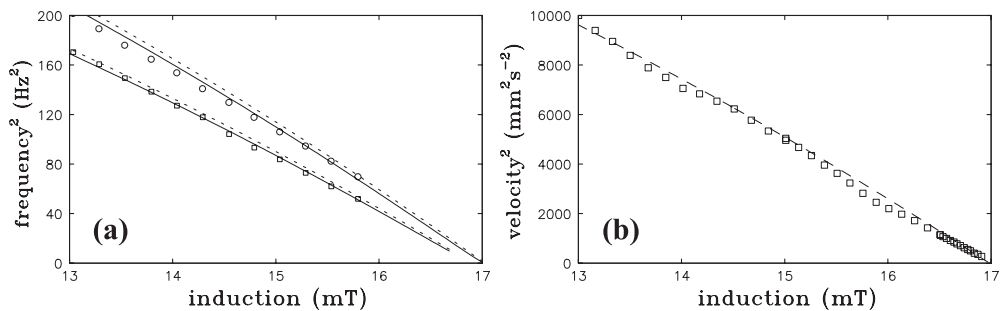 200
160
120
80
40
0
frequency² (Hz²)
(a)
13 14 15 16 17
induction (mT)
10000
8000
6000
4000
2000
0
velocity² (mm²s⁻²)
(b)
13 14 15 16 17
induction (mT)